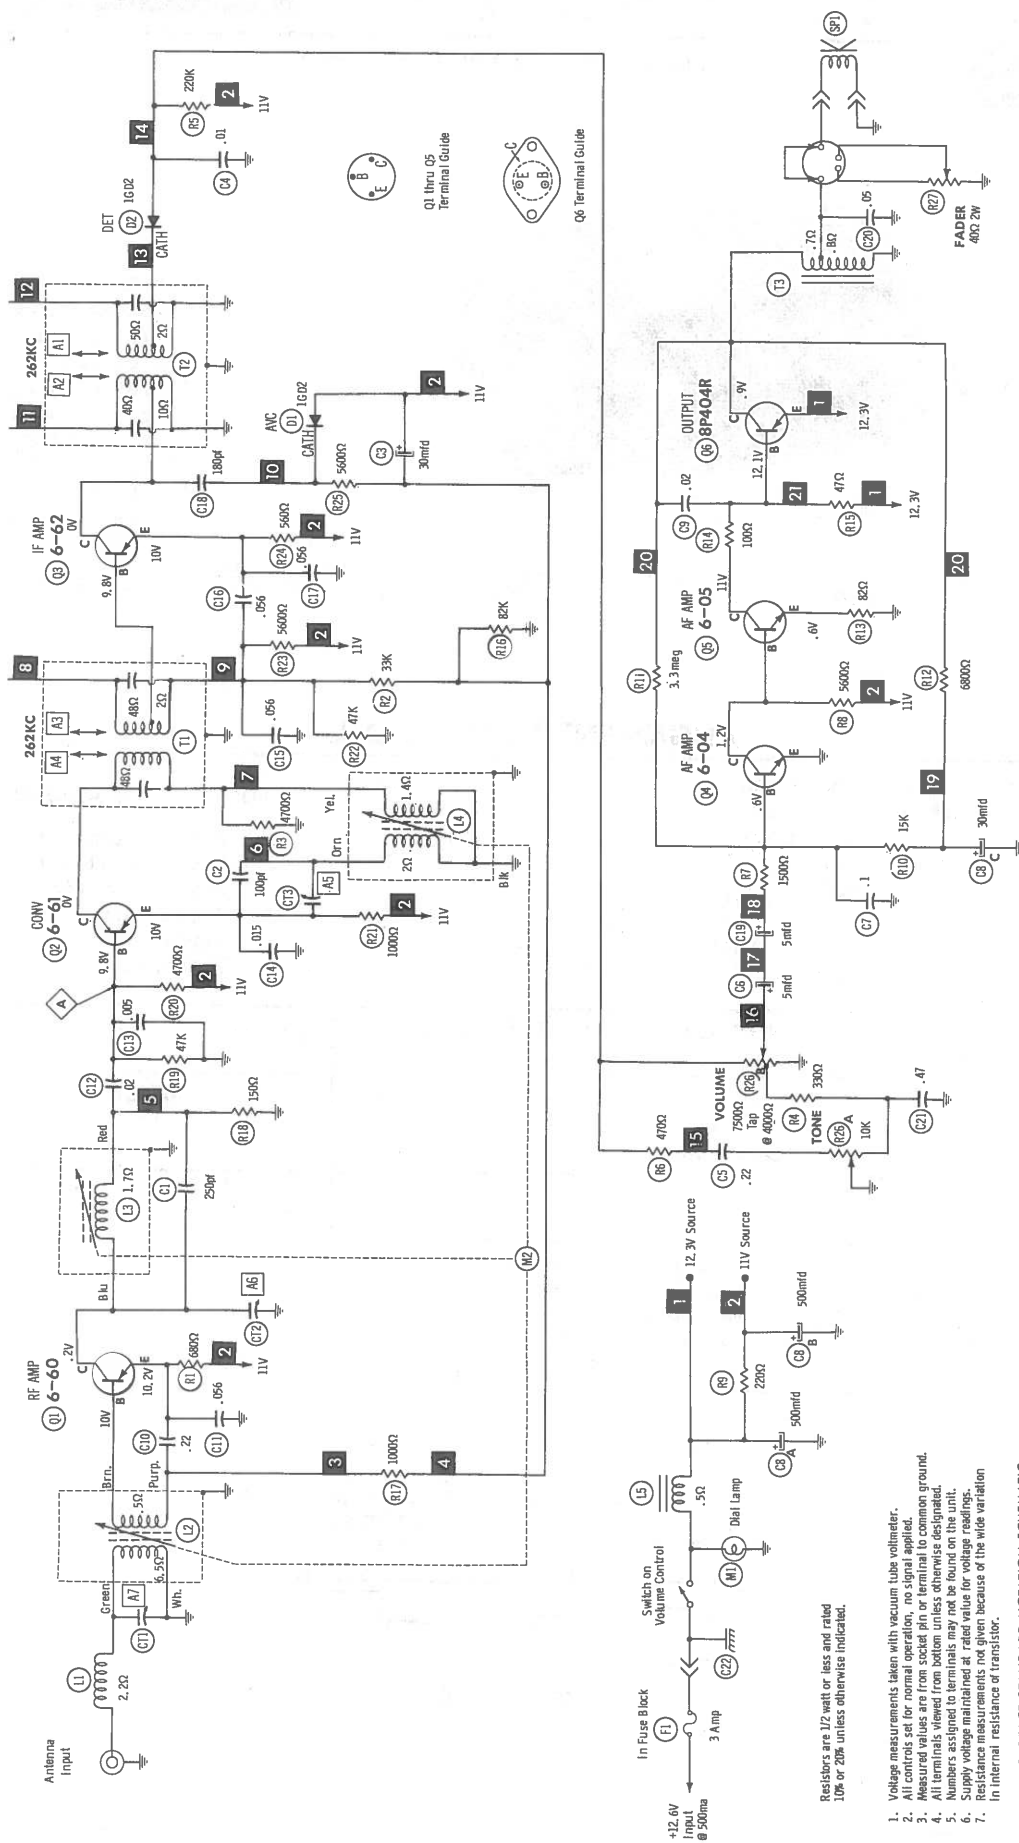 Antenna
Input
L1
2.2Ω
CT1
A7
Green
Wh.
6.5Ω
.5Ω
L2
Brn.
Purp.
RF AMP
Q1 6-60
10V
B
C
.2V
E
10.2V
C10
.22
C11
.056
R1
680Ω
2
11V
3
R17
1000Ω
4
CT2
A6
Blu
L3
1.7Ω
Red
C1
250pf
5
R18
150Ω
M2
C12
.02
C13
.005
R19
47K
R20
4700Ω
2
11V
A
CONV
Q2 6-61
9.8V
B
C
0V
E
10V
C14
.015
R21
1000Ω
2
11V
C2
100pf
CT3
A5
6
Orn
Yel.
R3
4700Ω
7
2Ω
1.4Ω
L4
Blk
262KC
A4
A3
48Ω
48Ω
2Ω
T1
8
9
C15
.056
R22
47K
R2
33K
R23
5600Ω
2
11V
R16
82K
C16
.056
C17
.056
R24
560Ω
2
11V
IF AMP
Q3 6-62
9.8V
B
C
0V
E
10V
C18
180pf
10
R25
5600Ω
AVC
D1
1GD2
CATH
C3
30mfd
2
11V
262KC
11
12
A2
A1
40Ω
10Ω
50Ω
2Ω
T2
13
DET
D2
1GD2
CATH
14
C4
.01
R5
220K
2
11V
B
E
C
Q1 thru Q5
Terminal Guide
C
E
B
Q6 Terminal Guide
+12.6V
Input
@ 500ma
In Fuse Block
F1
3 Amp
C22
Switch on
Volume Control
M1
Dial Lamp
L5
.5Ω
C8
A
500mfd
R9
220Ω
C8
B
500mfd
1
12.3V Source
2
11V Source
R6
470Ω
15
C5
.22
TONE
R26
A
10K
VOLUME
R26
B
7500Ω
Tap
@ 4000Ω
R4
330Ω
C21
.47
16
C6
5mfd
17
C19
5mfd
18
R7
1500Ω
C7
.1
R10
15K
C8
C
30mfd
19
R11
3.3 meg
20
AF AMP
Q4 6-04
.6V
B
C
1.2V
E
R8
5600Ω
2
11V
AF AMP
Q5 6-05
B
C
11V
E
.6V
R13
82Ω
R12
6800Ω
20
C9
.02
R14
100Ω
21
R15
47Ω
1
12.3V
OUTPUT
Q6 8P404R
12.1V
B
C
.9V
E
1
12.3V
T3
.7Ω
.8Ω
C20
.05
R27
FADER
40Ω 2W
SP1
Resistors are 1/2 watt or less and rated
10% or 20% unless otherwise indicated.
1. Voltage measurements taken with vacuum tube voltmeter.
2. All controls set for normal operation, no signal applied.
3. Measured values are from socket pin or terminal to common ground.
4. All terminals viewed from bottom unless otherwise designated.
5. Numbers assigned to terminals may not be found on the unit.
6. Supply voltage maintained at rated value for voltage readings.
7. Resistance measurements not given because of the wide variation
in internal resistance of transistor.